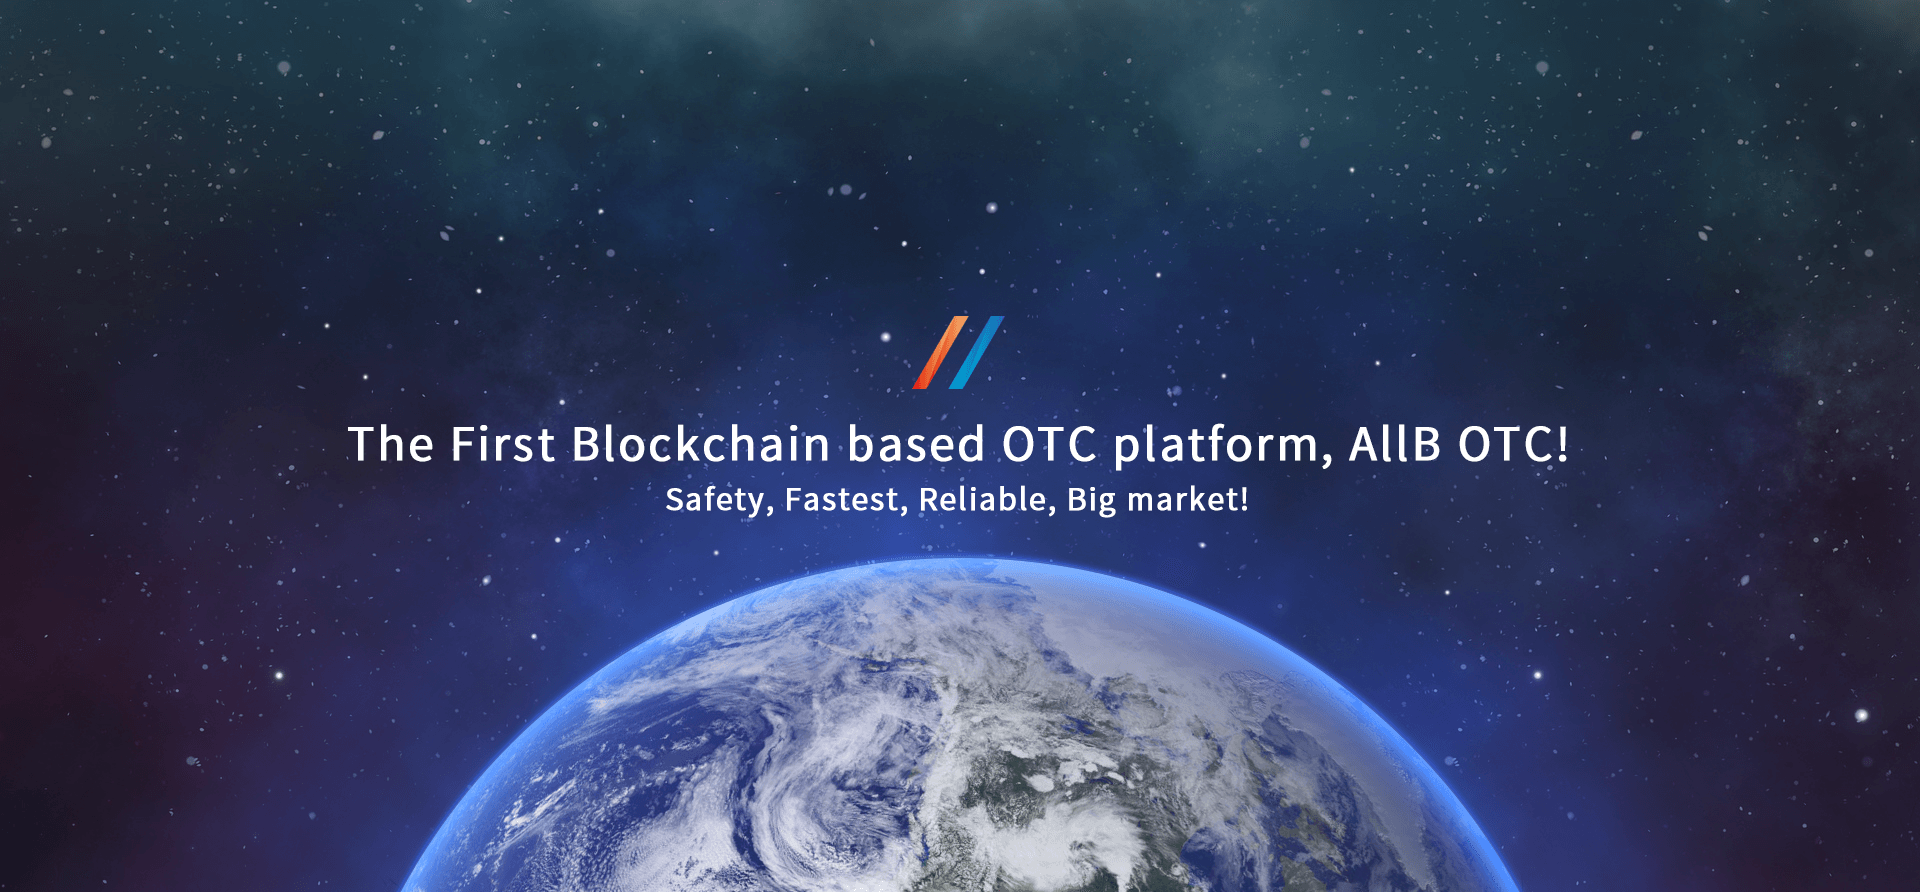 The First Blockchain based OTC platform, AllB OTC!
Safety, Fastest, Reliable, Big market!